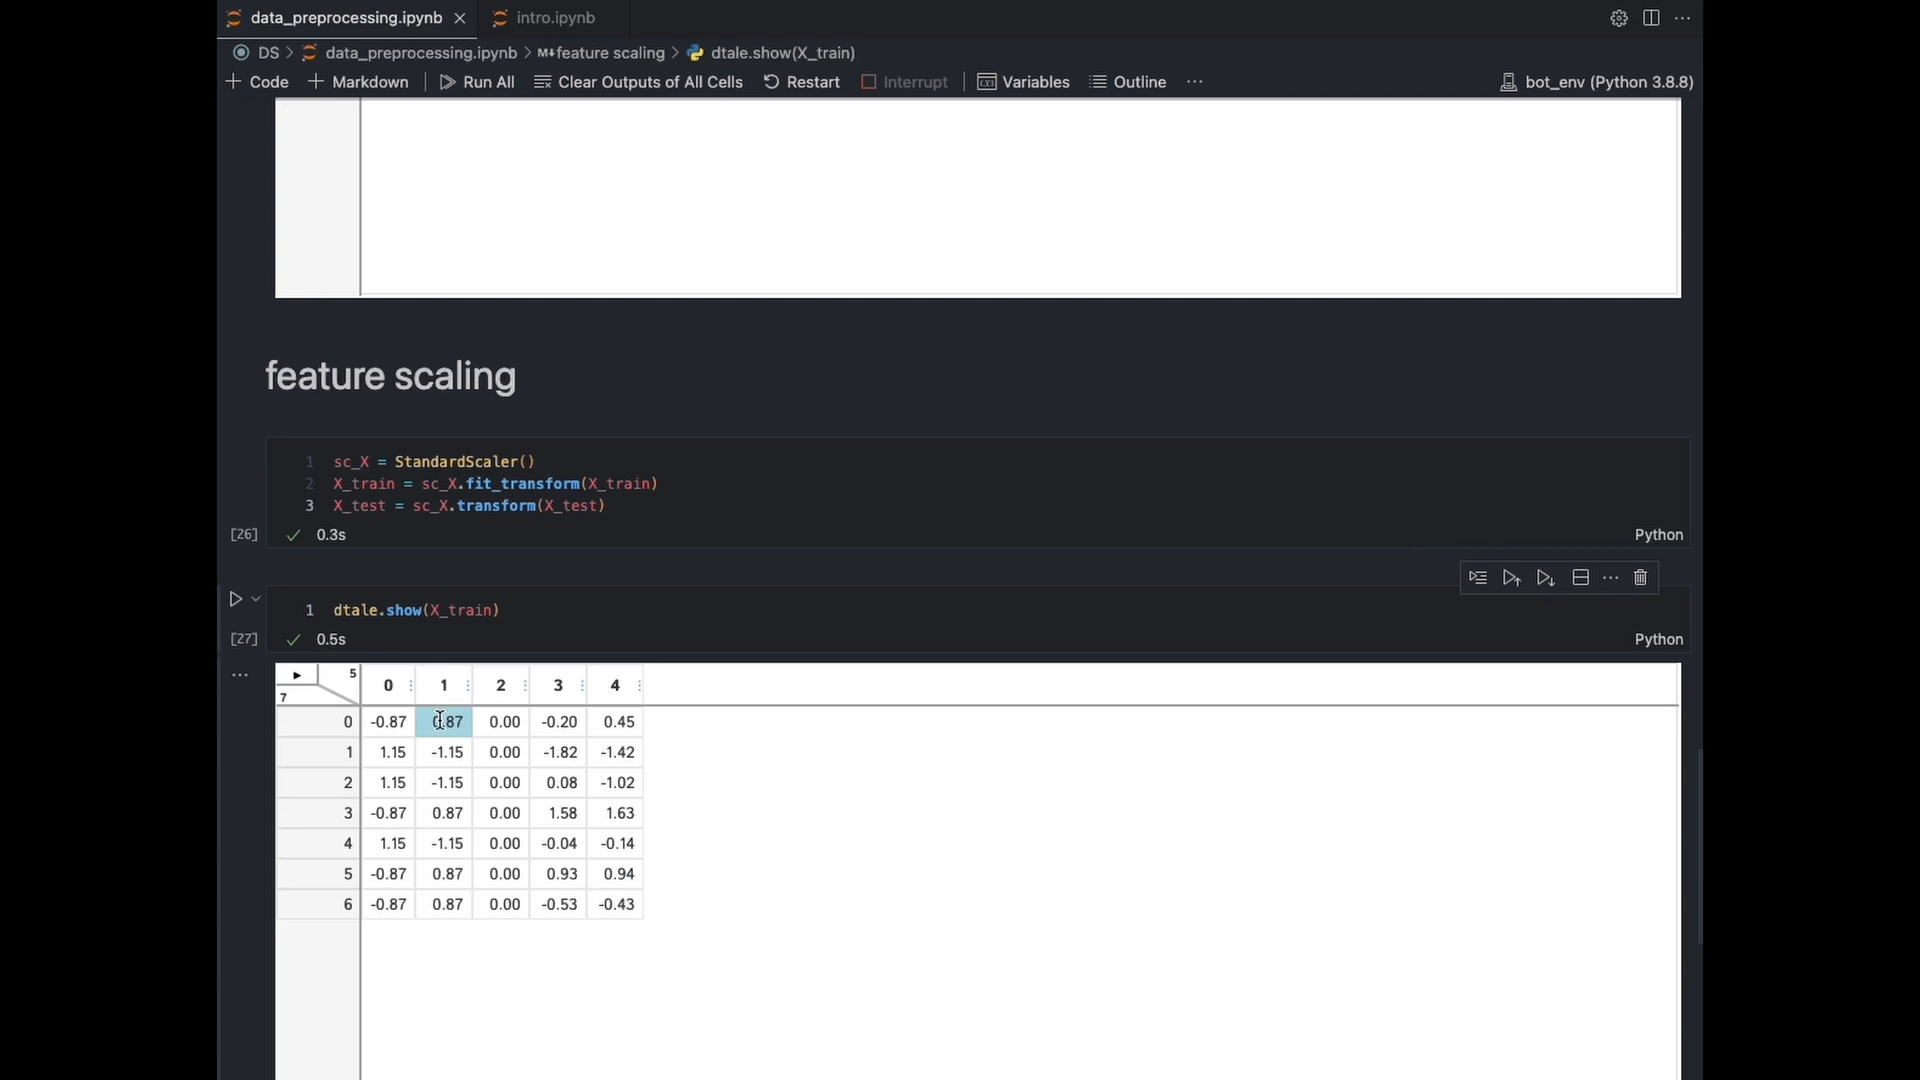 data_preprocessing.ipynb intro.ipynb
DS > data_preprocessing.ipynb > M↓feature scaling > dtale.show(X_train)
+ Code + Markdown Run All Clear Outputs of All Cells Restart Interrupt Variables Outline ... bot_env (Python 3.8.8)
feature scaling
1 sc_X = StandardScaler()
2 X_train = sc_X.fit_transform(X_train)
3 X_test = sc_X.transform(X_test)
[26] 0.3s Python
1 dtale.show(X_train)
[27] 0.5s Python
5
7
0 1 2 3 4
0 -0.87 0.87 0.00 -0.20 0.45
1 1.15 -1.15 0.00 -1.82 -1.42
2 1.15 -1.15 0.00 0.08 -1.02
3 -0.87 0.87 0.00 1.58 1.63
4 1.15 -1.15 0.00 -0.04 -0.14
5 -0.87 0.87 0.00 0.93 0.94
6 -0.87 0.87 0.00 -0.53 -0.43